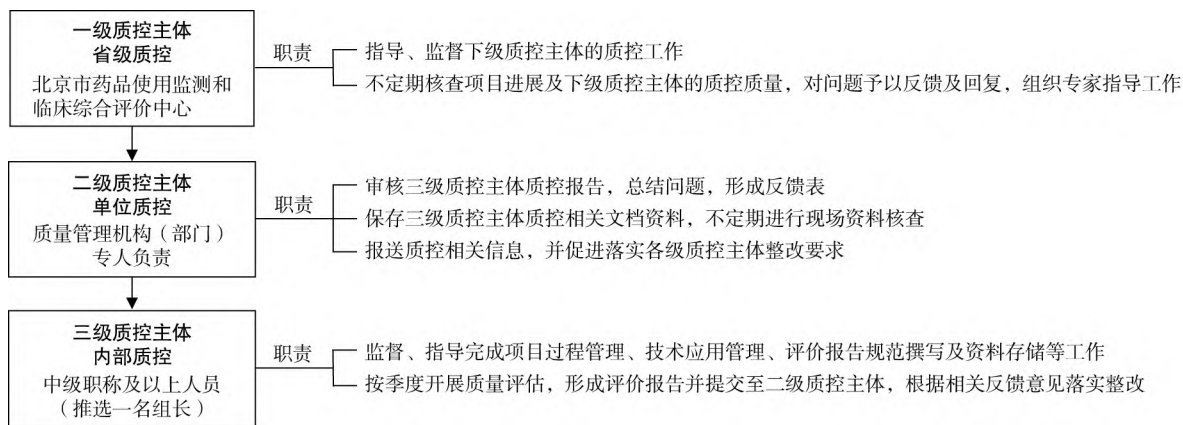 一级质控主体
省级质控
北京市药品使用监测和
临床综合评价中心
职责
指导、监督下级质控主体的质控工作
不定期核查项目进展及下级质控主体的质控质量，对问题予以反馈及回复，组织专家指导工作
二级质控主体
单位质控
质量管理机构（部门）
专人负责
职责
审核三级质控主体质控报告，总结问题，形成反馈表
保存三级质控主体质控相关文档资料，不定期进行现场资料核查
报送质控相关信息，并促进落实各级质控主体整改要求
三级质控主体
内部质控
中级职称及以上人员
（推选一名组长）
职责
监督、指导完成项目过程管理、技术应用管理、评价报告规范撰写及资料存储等工作
按季度开展质量评估，形成评价报告并提交至二级质控主体，根据相关反馈意见落实整改